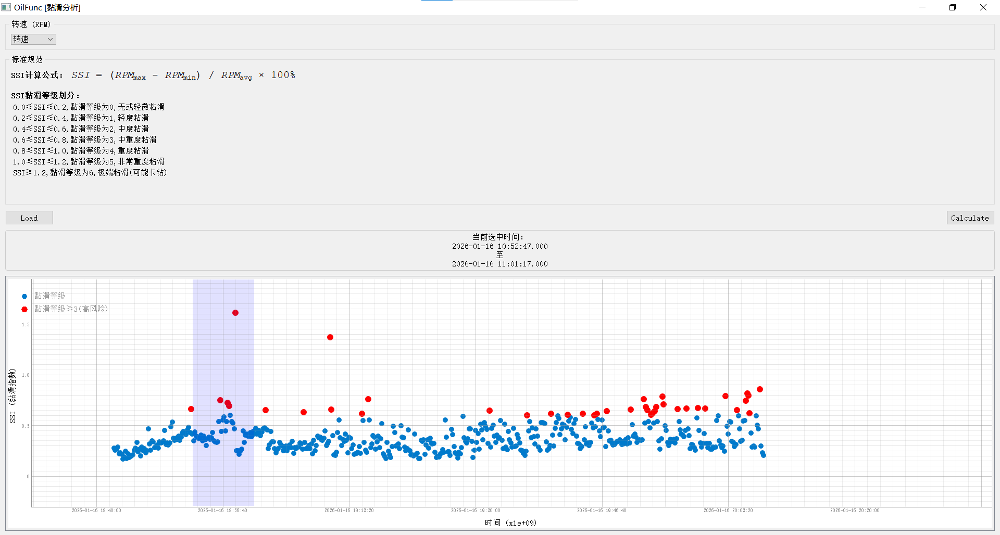 OilFunc [黏滑分析]
转速 (RPM)
转速
标准规范
SSI计算公式: SSI = (RPMmax - RPMmin) / RPMavg × 100%
SSI黏滑等级划分:
0.0≤SSI≤0.2,黏滑等级为0,无或轻微粘滑
0.2≤SSI≤0.4,黏滑等级为1,轻度粘滑
0.4≤SSI≤0.6,黏滑等级为2,中度粘滑
0.6≤SSI≤0.8,黏滑等级为3,中重度粘滑
0.8≤SSI≤1.0,黏滑等级为4,重度粘滑
1.0≤SSI≤1.2,黏滑等级为5,非常重度粘滑
SSI≥1.2,黏滑等级为6,极端粘滑(可能卡钻)
Load
Calculate
当前选中时间:
2026-01-16 10:52:47.000
至
2026-01-16 11:01:17.000
黏滑等级
黏滑等级≥3(高风险)
1.5
1.0
0.5
0
SSI (黏滑指数)
2026-01-16 18:40:00
2026-01-16 18:56:40
2026-01-16 19:13:20
2026-01-16 19:30:00
2026-01-16 19:46:40
2026-01-16 20:03:20
2026-01-16 20:20:00
时间 (x1e+09)